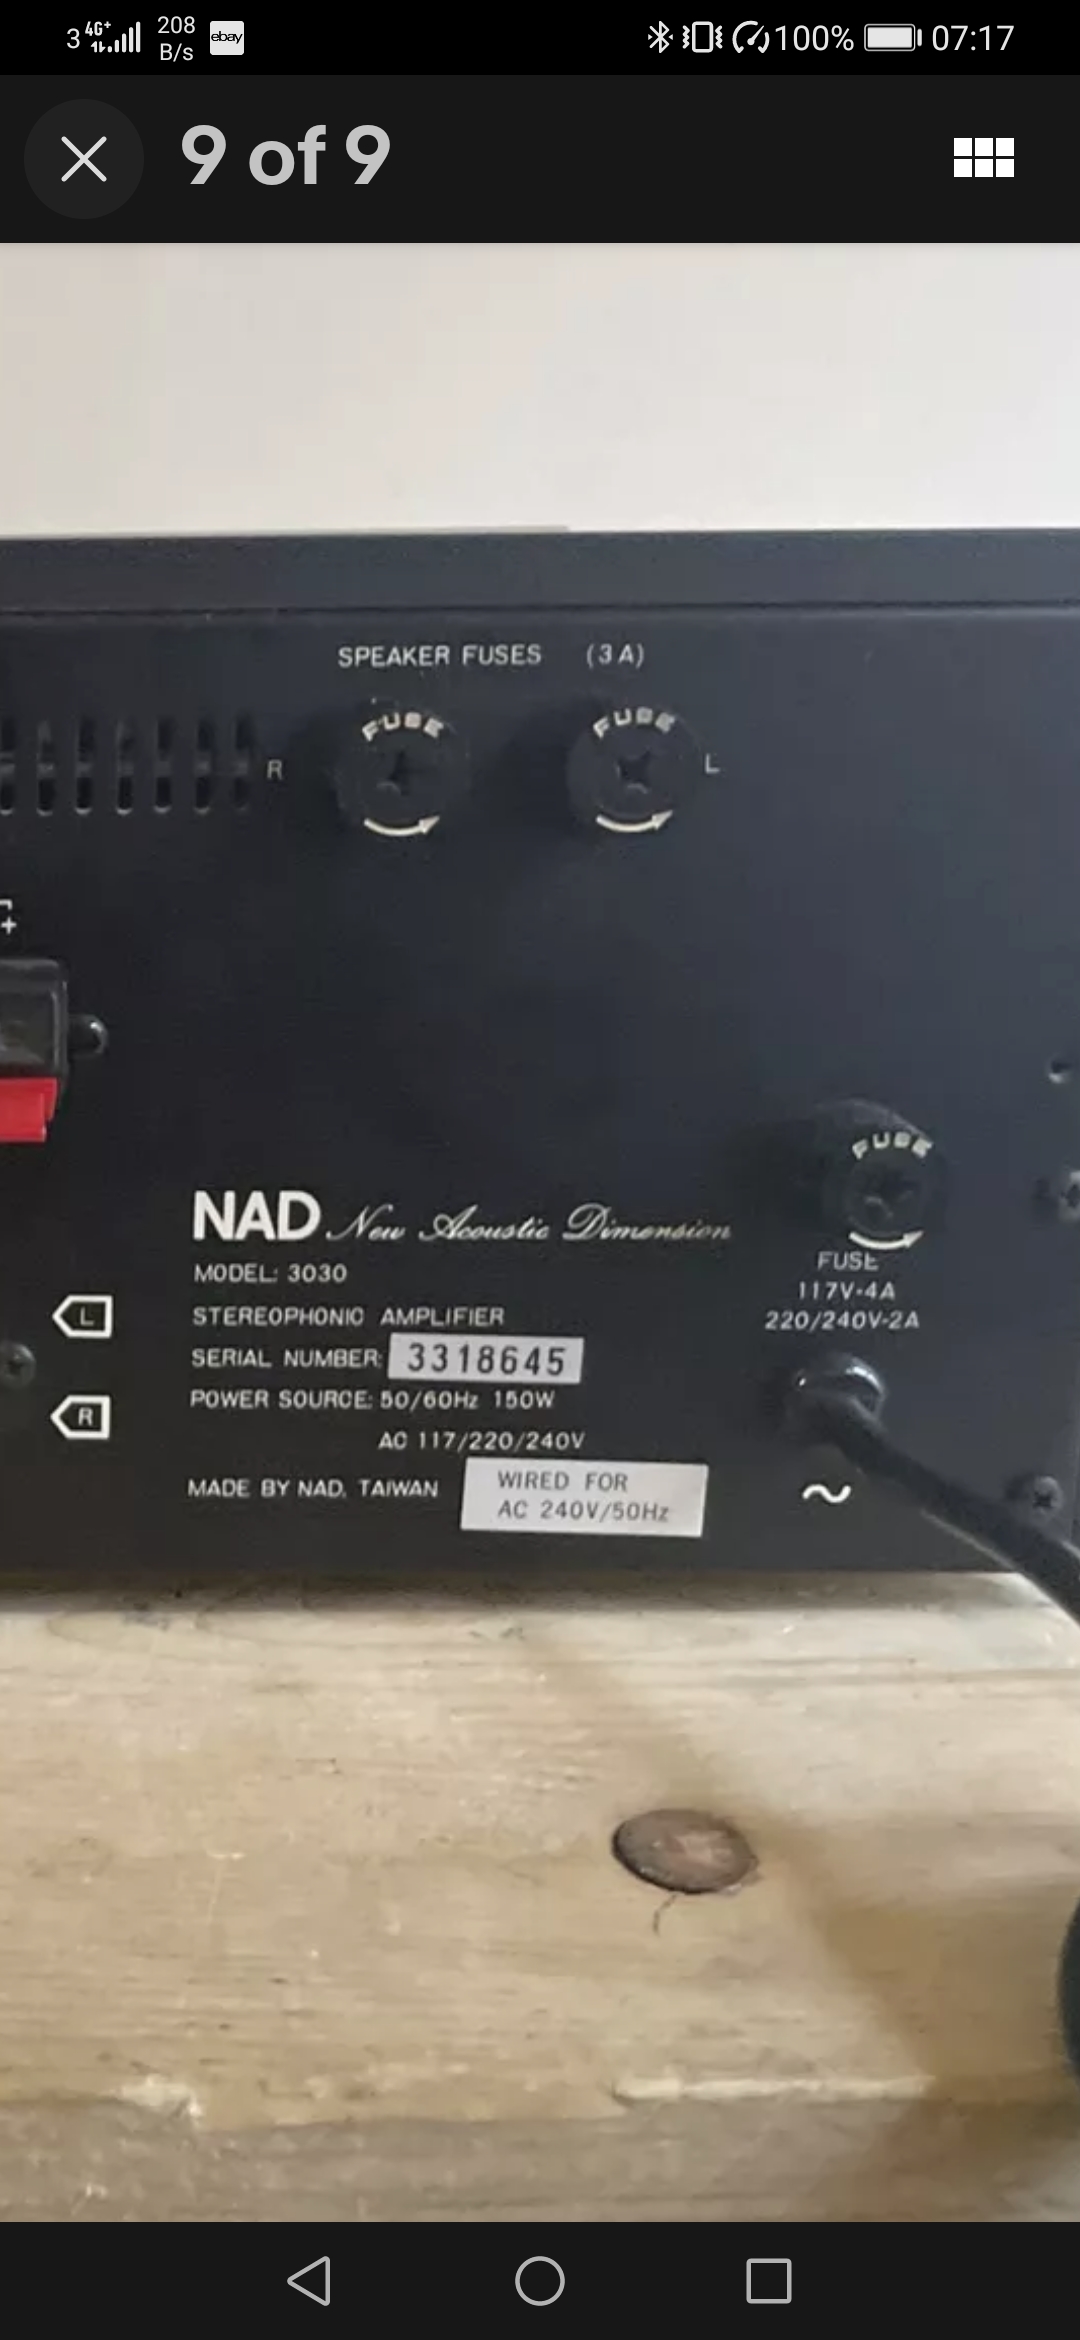 3 4G+ 208 B/s ebay 100% 07:17
9 of 9
SPEAKER FUSES (3A)
FUSE FUSE
R L
FUSE
NAD New Acoustic Dimension
FUSE
MODEL: 3030
117V-4A
L
STEREOPHONIC AMPLIFIER
220/240V-2A
SERIAL NUMBER: 3318645
POWER SOURCE: 50/60Hz 150W
R
AC 117/220/240V
MADE BY NAD, TAIWAN
WIRED FOR
AC 240V/50Hz